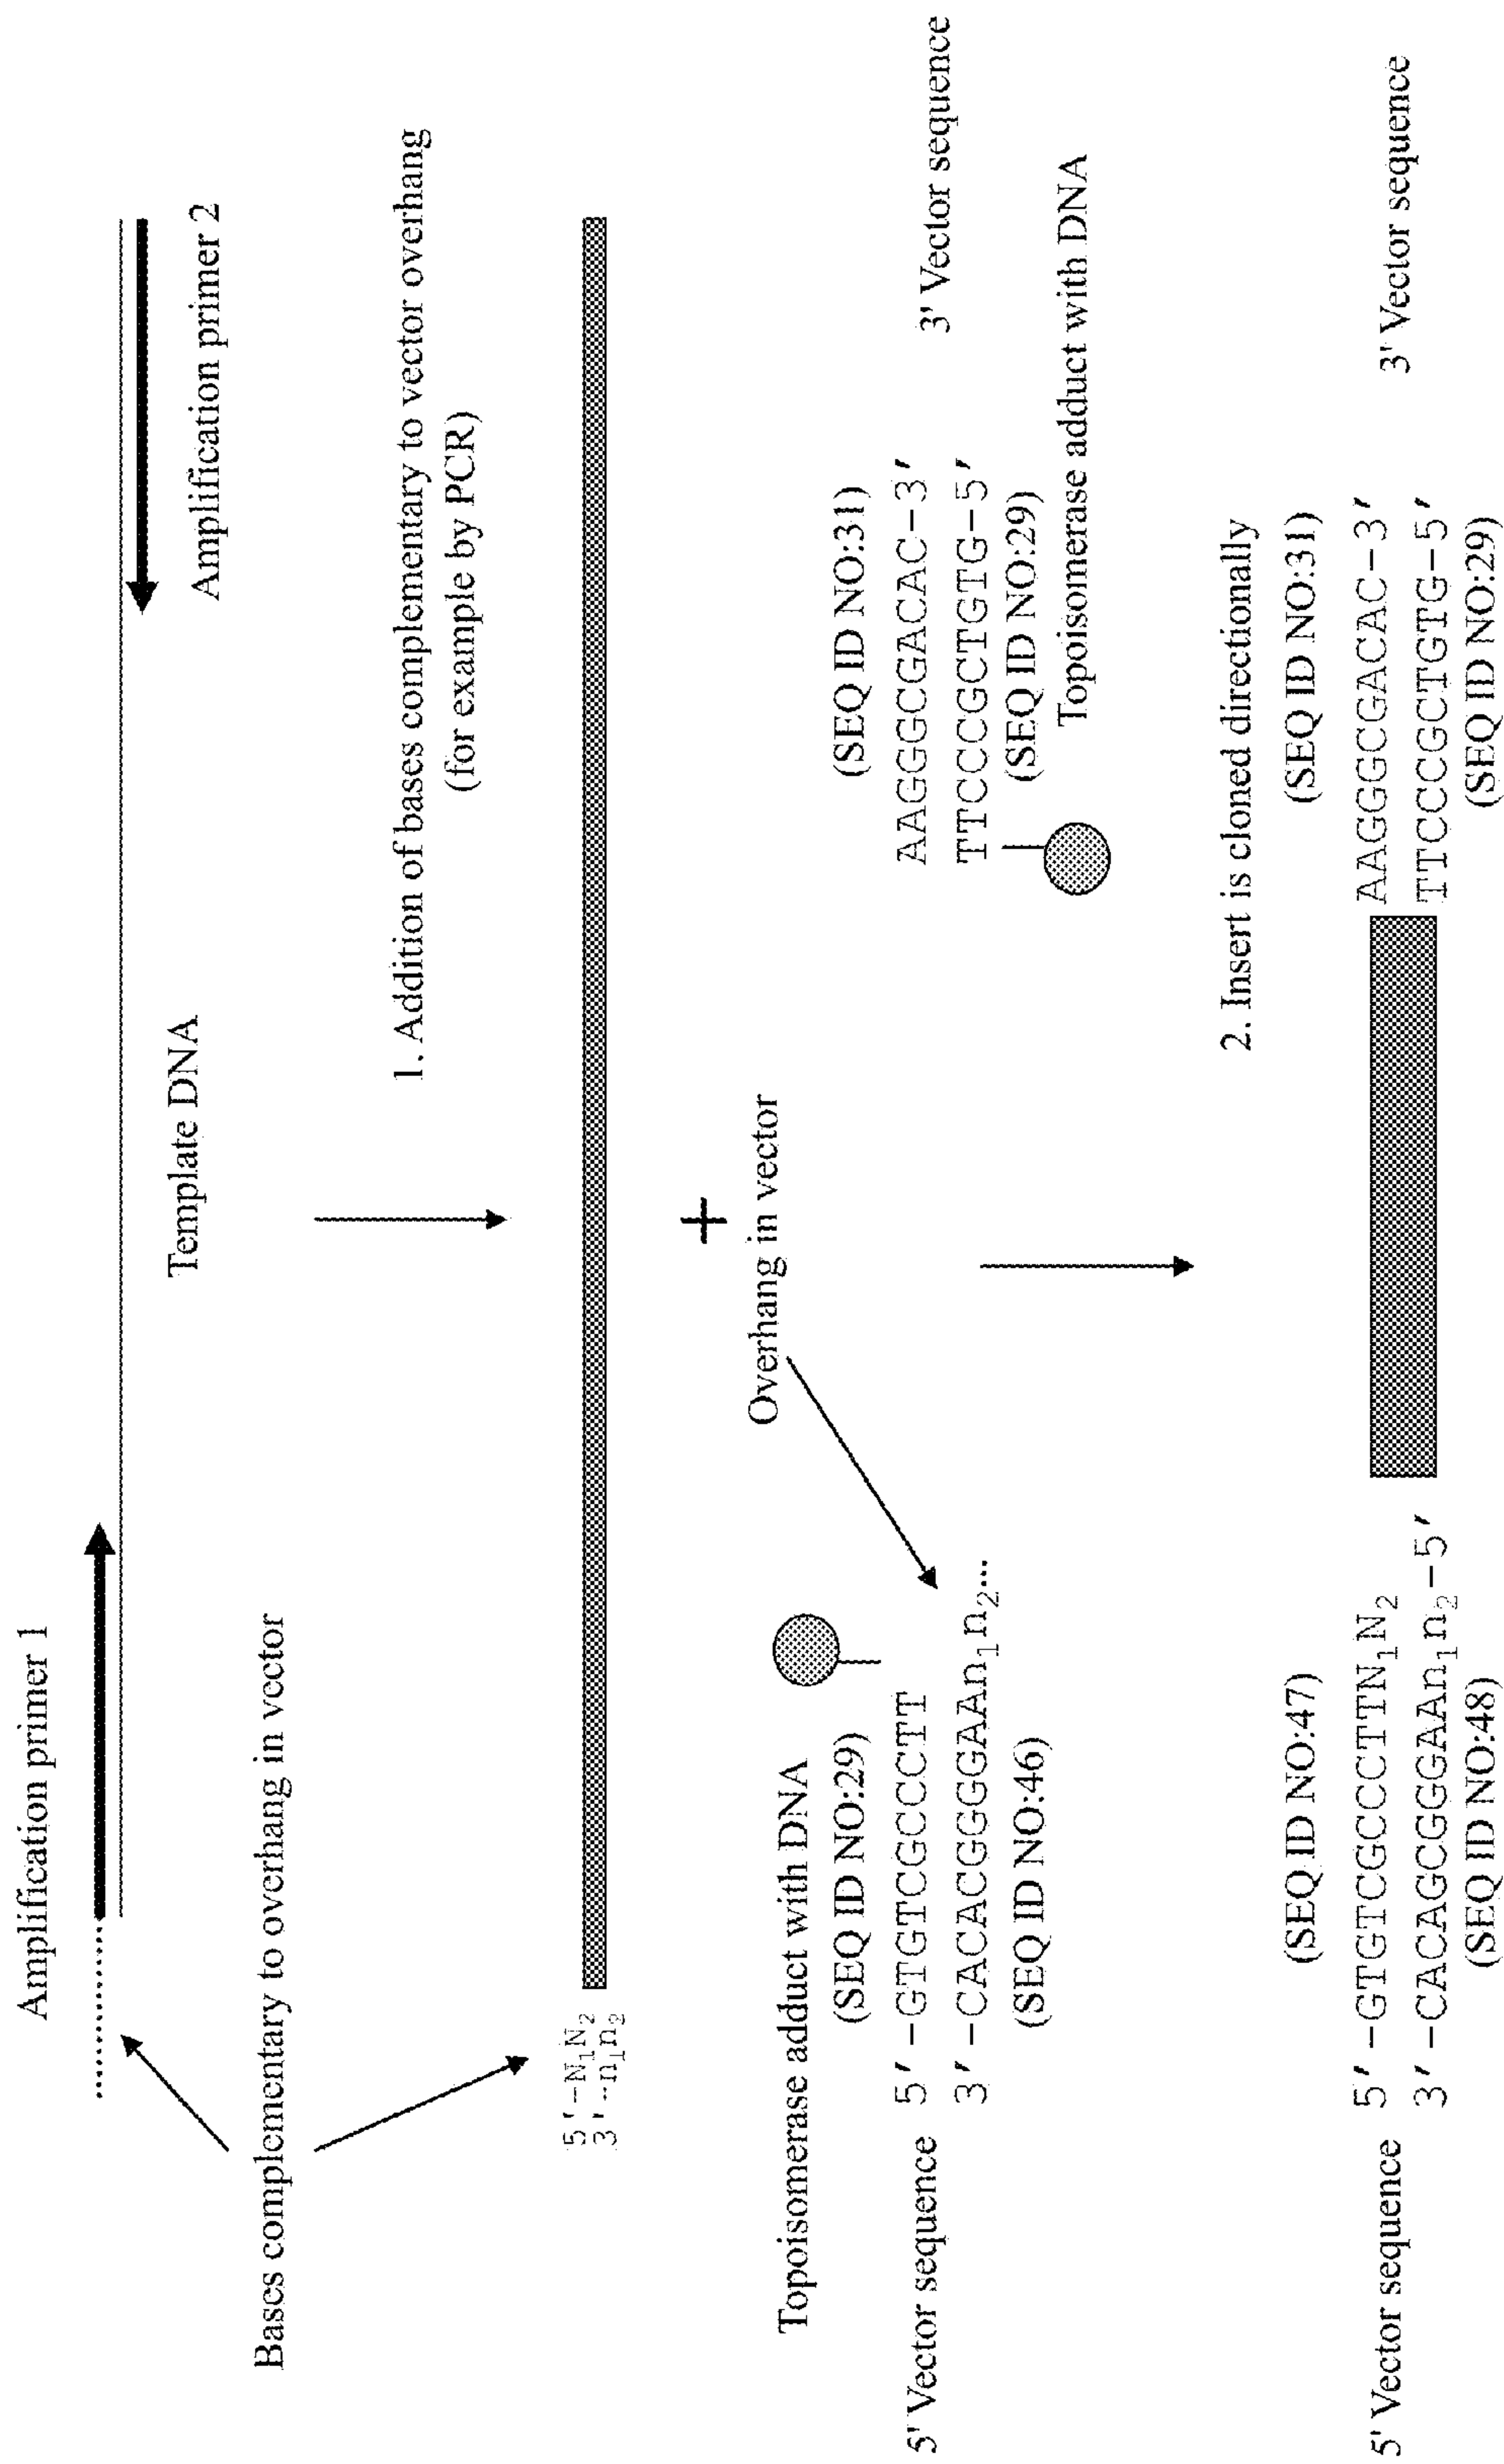 Amplification primer 1
Template DNA
Amplification primer 2
Bases complementary to overhang in vector
1. Addition of bases complementary to vector overhang
(for example by PCR)
5'-N₁N₂
3'--n₁n₂
+
Overhang in vector
Topoisomerase adduct with DNA
(SEQ ID NO:29)
5'Vector sequence 5'-GTGTCGCCCTT
3'-CACACGGGGAAn₁n₂...
(SEQ ID NO:46)
(SEQ ID NO:31)
AAGGGCGACAC-3' 3' Vector sequence
TTCCCGCTGTG-5'
(SEQ ID NO:29)
Topoisomerase adduct with DNA
2. Insert is cloned directionally
(SEQ ID NO:47)
5' Vector sequence 5'-GTGTCGCCCTTN₁N₂
3'-CACAGCGGGAAn₁n₂-5'
(SEQ ID NO:48)
(SEQ ID NO:31)
AAGGGCGACAC-3' 3' Vector sequence
TTCCCGCTGTG-5'
(SEQ ID NO:29)